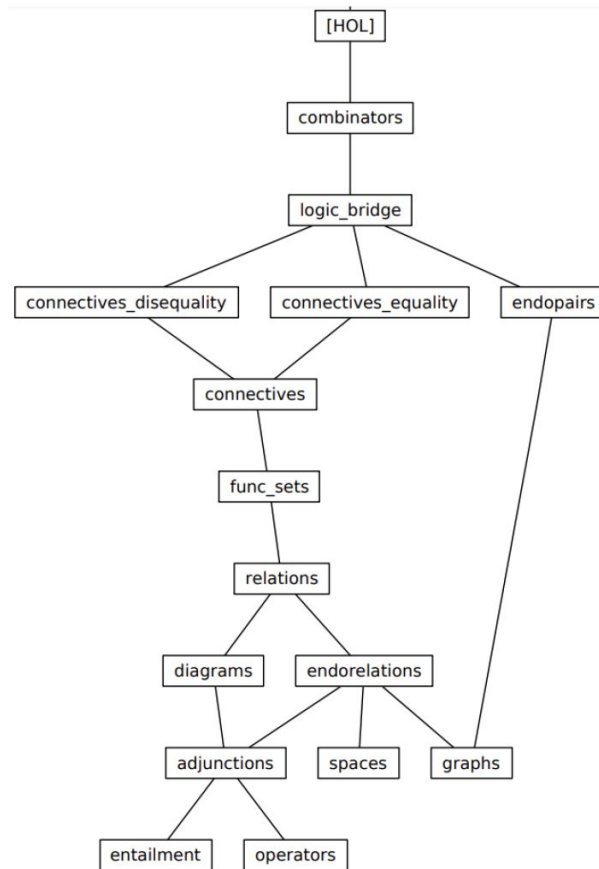 [HOL]
combinators
logic_bridge
connectives_disequality connectives_equality endopairs
connectives
func_sets
relations
diagrams endorelations
adjunctions spaces graphs
entailment operators